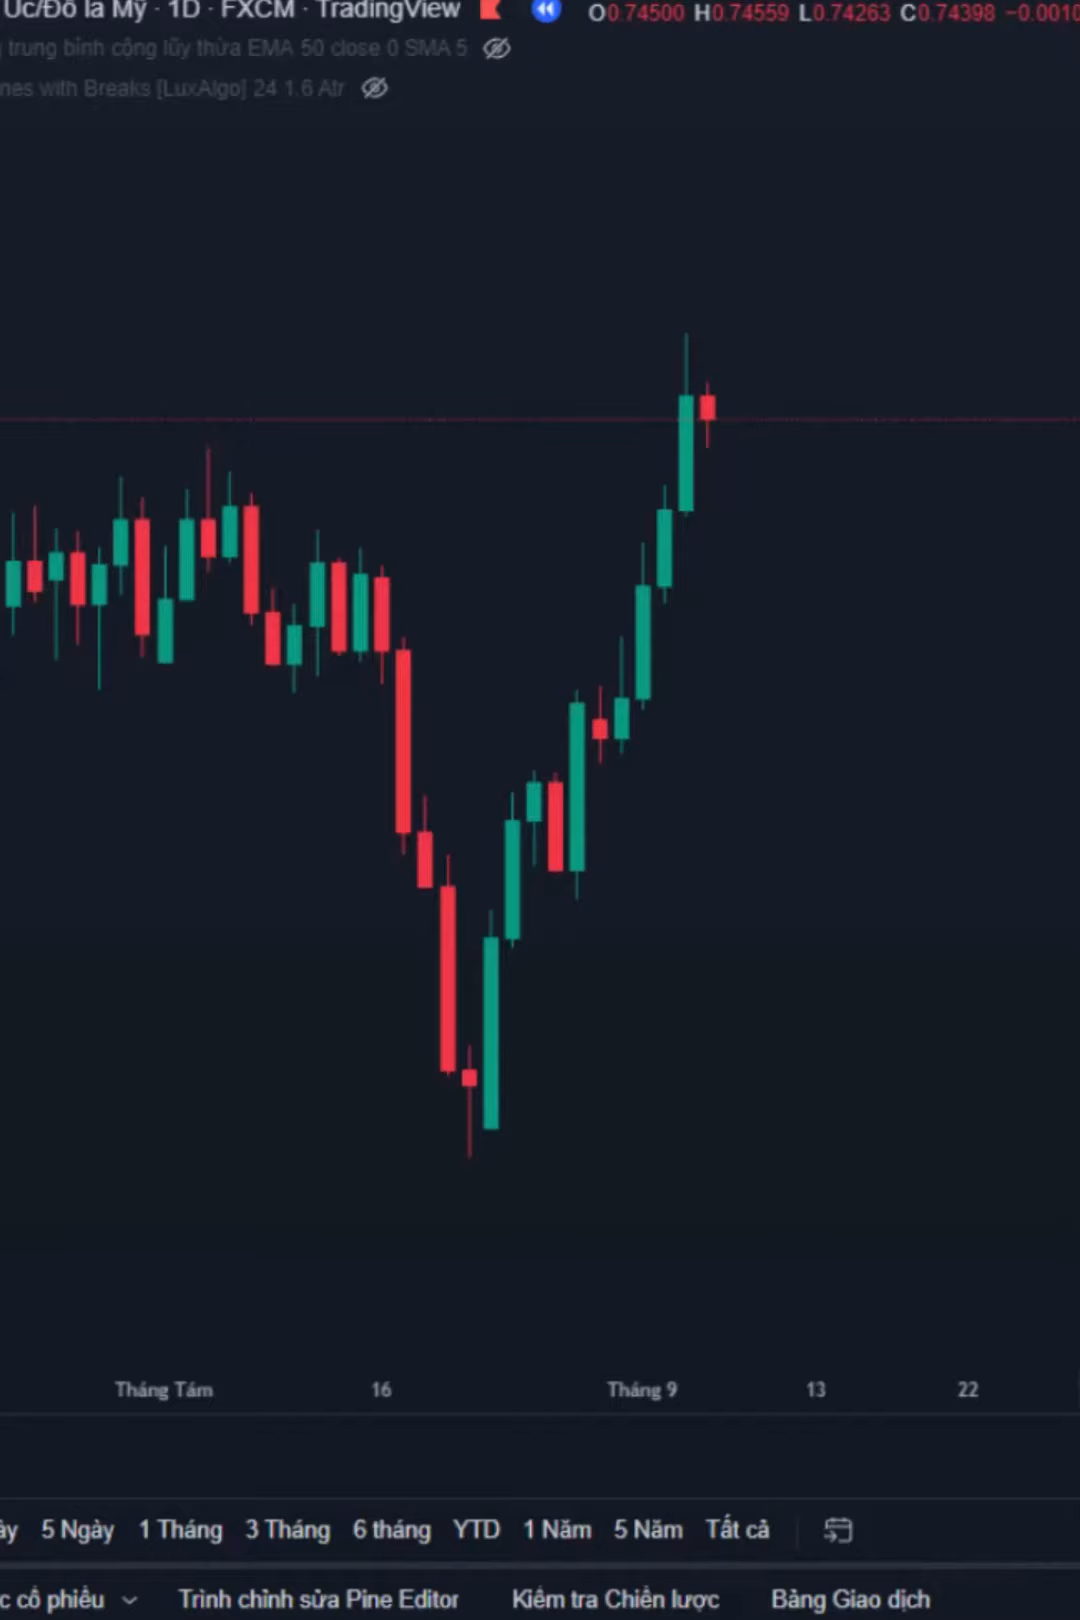 Úc/Đô la Mỹ · 1D · FXCM · TradingView O0.74500 H0.74559 L0.74263 C0.74398 −0.0010
trung bình cộng lũy thừa EMA 50 close 0 SMA 5
nes with Breaks [LuxAlgo] 24 1.6 Atr
Tháng Tám 16 Tháng 9 13 22
ày 5 Ngày 1 Tháng 3 Tháng 6 tháng YTD 1 Năm 5 Năm Tất cả
c cổ phiếu Trình chỉnh sửa Pine Editor Kiểm tra Chiến lược Bảng Giao dịch